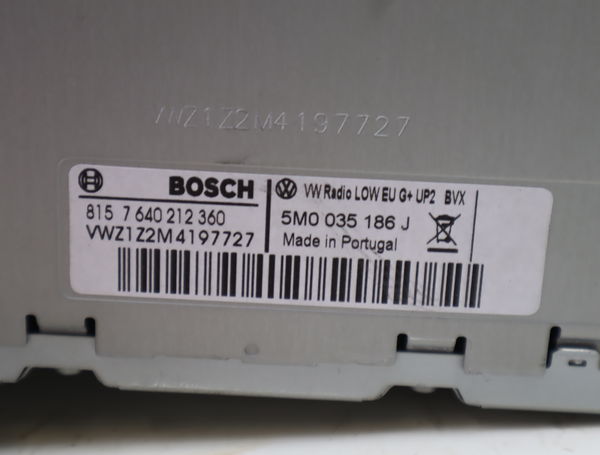 VWZ1Z2M4197727
BOSCH
815 7 640 212 360
VWZ1Z2M4197727
VW Radio LOW EU G+ UP2 BVX
5M0 035 186 J
Made in Portugal